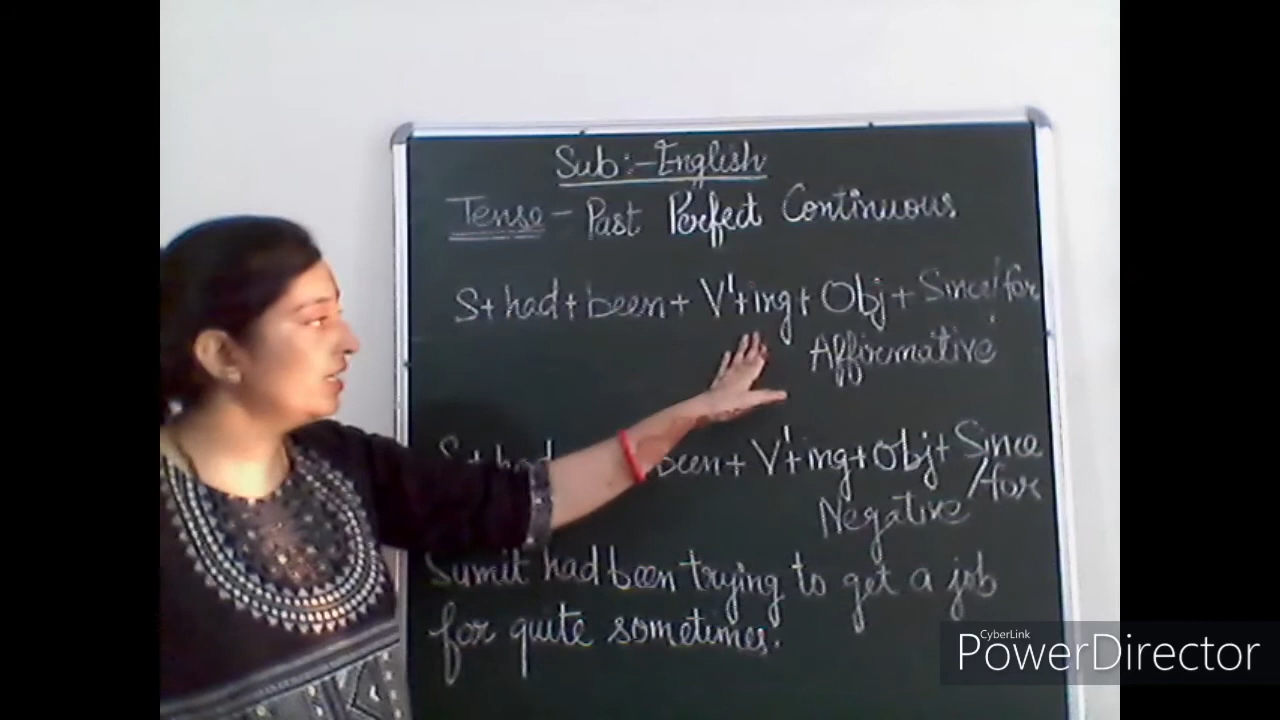 Sub:- English
Tense - Past Perfect Continuous
S+ had + been + V¹+ing + Obj + Since/for
Affirmative
S + had been + V¹+ing + Obj + Since
/for
Negative
Sumit had been trying to get a job
for quite sometimes.
CyberLink
PowerDirector